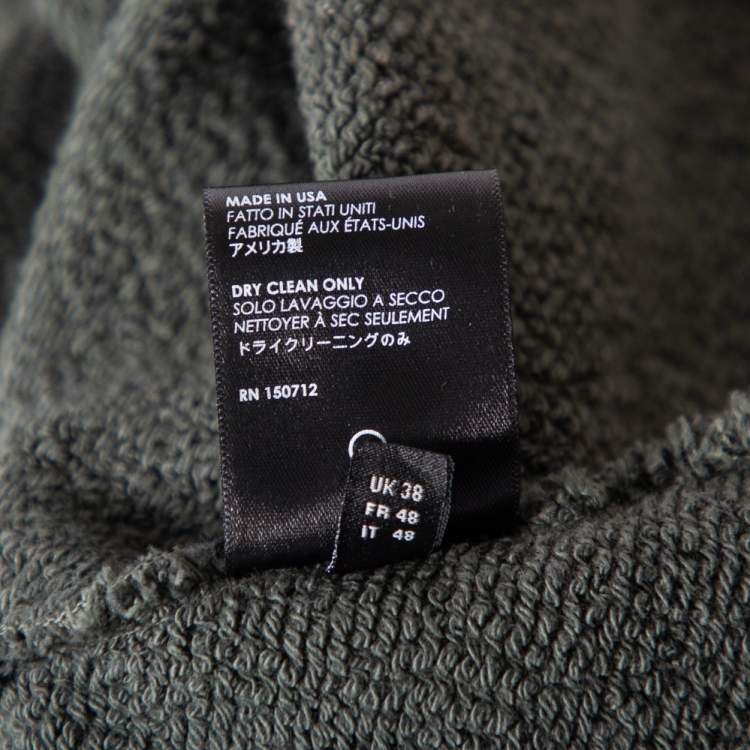 MADE IN USA
FATTO IN STATI UNITI
FABRIQUÉ AUX ÉTATS-UNIS
アメリカ製
DRY CLEAN ONLY
SOLO LAVAGGIO A SECCO
NETTOYER À SEC SEULEMENT
ドライクリーニングのみ
RN 150712
UK 38
FR 48
IT 48